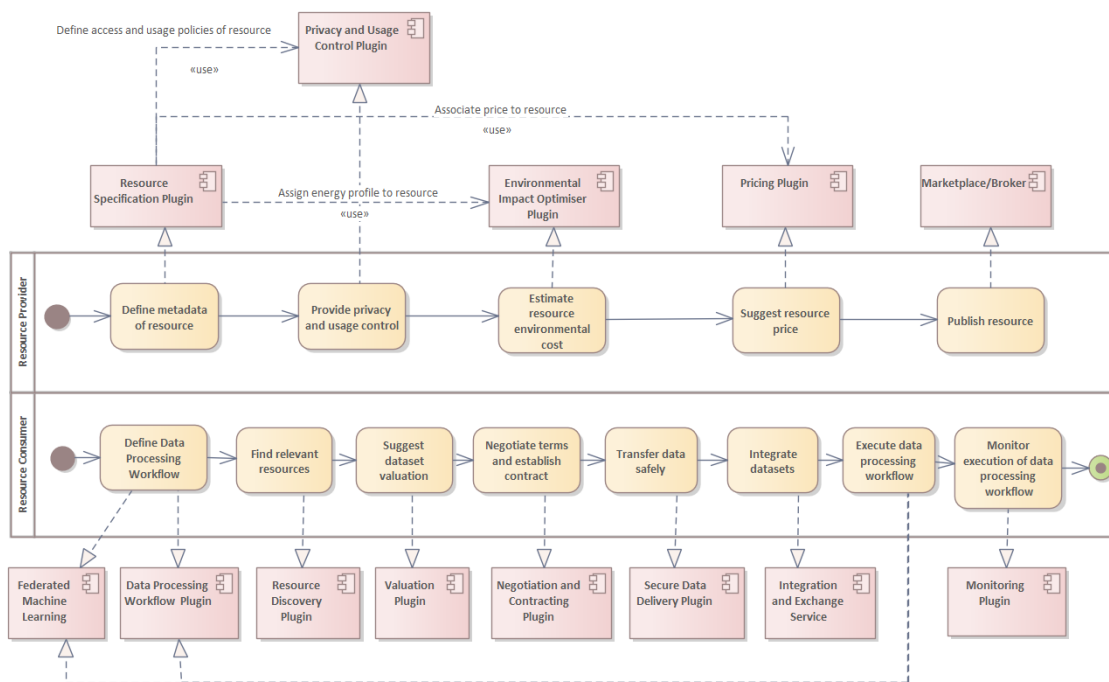 Define access and usage policies of resource
«use»
Privacy and Usage
Control Plugin
Associate price to resource
«use»
Resource
Specification Plugin
Assign energy profile to resource
«use»
Environmental
Impact Optimiser
Plugin
Pricing Plugin
Marketplace/Broker
Resource Provider
Define metadata
of resource
Provide privacy
and usage control
Estimate
resource
environmental
cost
Suggest resource
price
Publish resource
Resource Consumer
Define Data
Processing
Workflow
Find relevant
resources
Suggest
dataset
valuation
Negotiate terms
and establish
contract
Transfer data
safely
Integrate
datasets
Execute data
processing
workflow
Monitor
execution of data
processing
workflow
Federated
Machine
Learning
Data Processing
Workflow Plugin
Resource
Discovery
Plugin
Valuation
Plugin
Negotiation and
Contracting
Plugin
Secure Data
Delivery Plugin
Integration
and Exchange
Service
Monitoring
Plugin